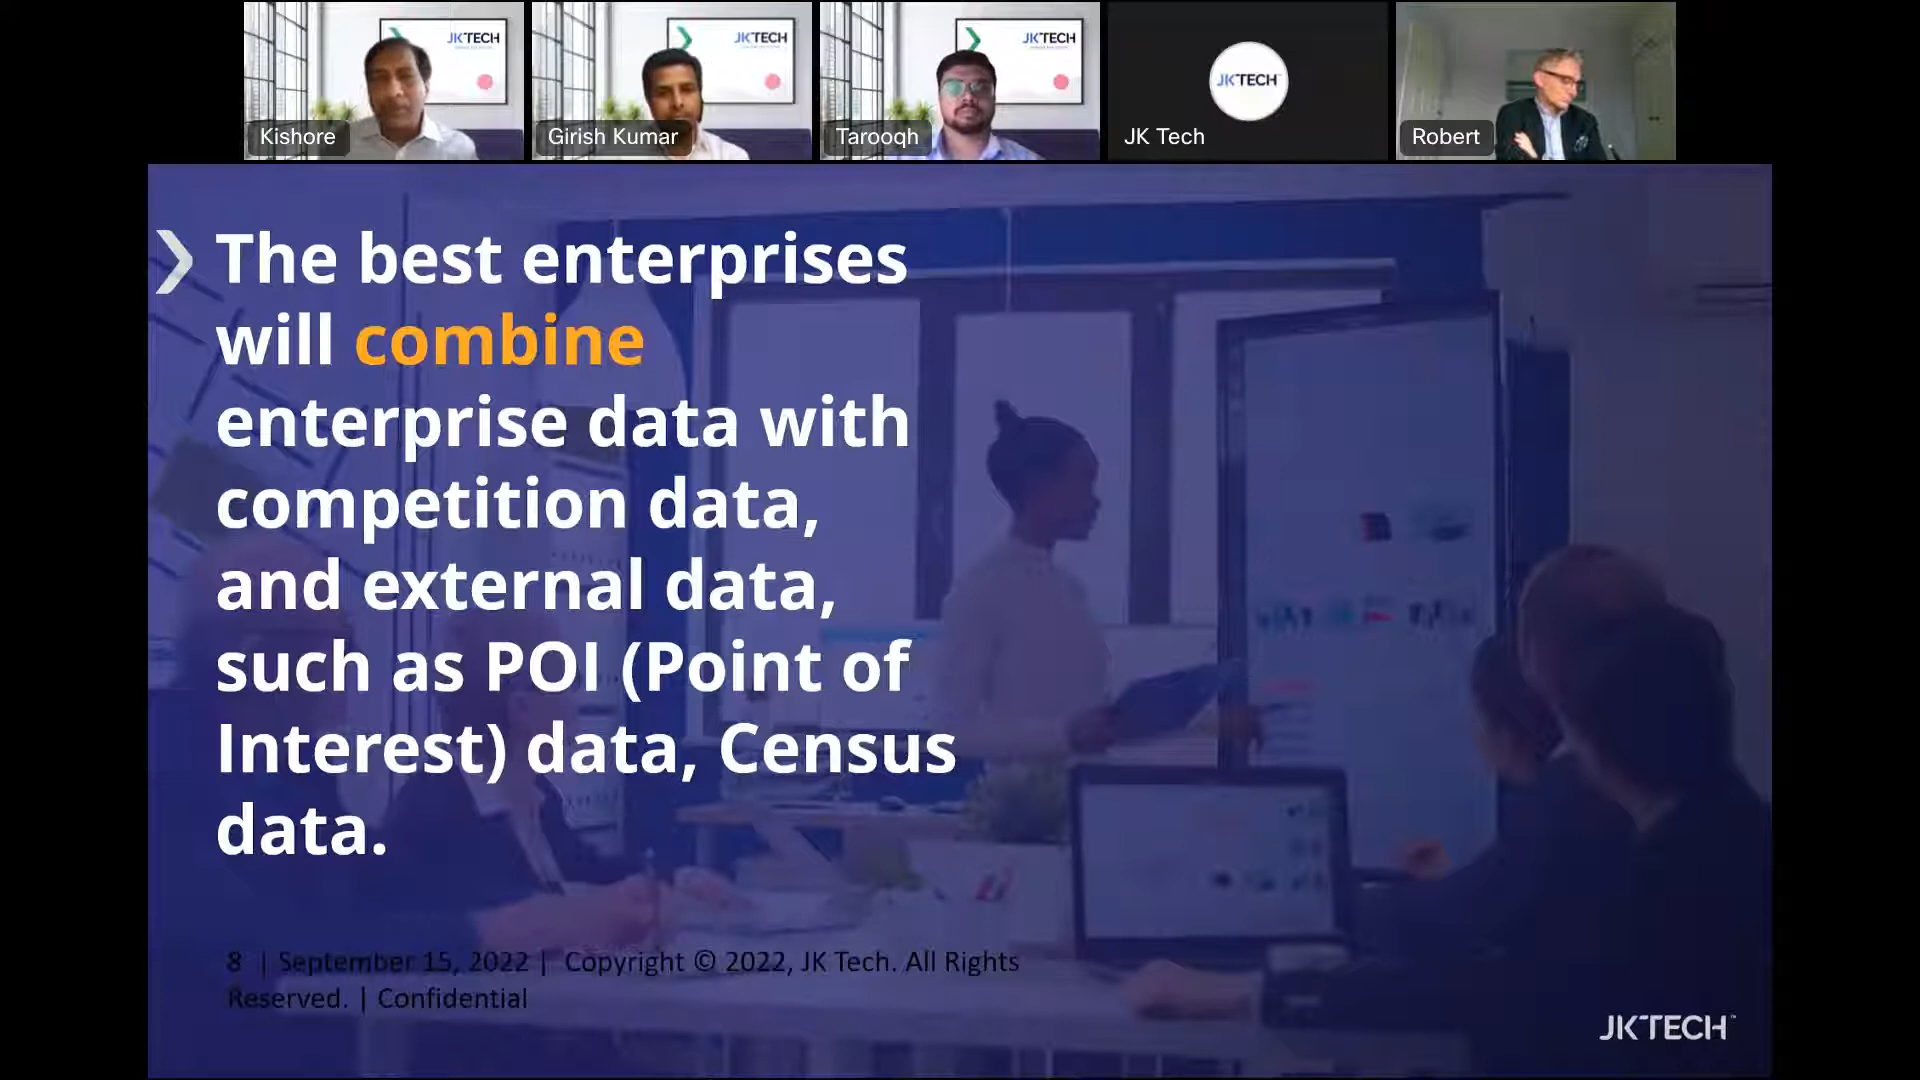 JKTECH
JKTECH
JKTECH
JKTECH
Kishore
Girish Kumar
Tarooqh
JK Tech
Robert
The best enterprises
will combine
enterprise data with
competition data,
and external data,
such as POI (Point of
Interest) data, Census
data.
8 | September 15, 2022 | Copyright © 2022, JK Tech. All Rights
Reserved. | Confidential
JKTECH™